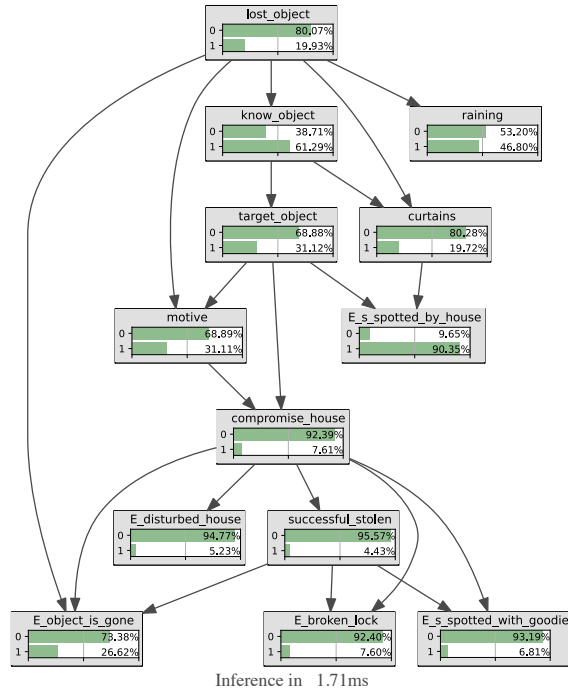 lost_object
0 80.07%
1 19.93%
know_object
0 38.71%
1 61.29%
raining
0 53.20%
1 46.80%
target_object
0 68.88%
1 31.12%
curtains
0 80.28%
1 19.72%
motive
0 68.89%
1 31.11%
E_s_spotted_by_house
0 9.65%
1 90.35%
compromise_house
0 92.39%
1 7.61%
E_disturbed_house
0 94.77%
1 5.23%
successful_stolen
0 95.57%
1 4.43%
E_object_is_gone
0 73.38%
1 26.62%
E_broken_lock
0 92.40%
1 7.60%
E_s_spotted_with_goodie
0 93.19%
1 6.81%
Inference in 1.71ms